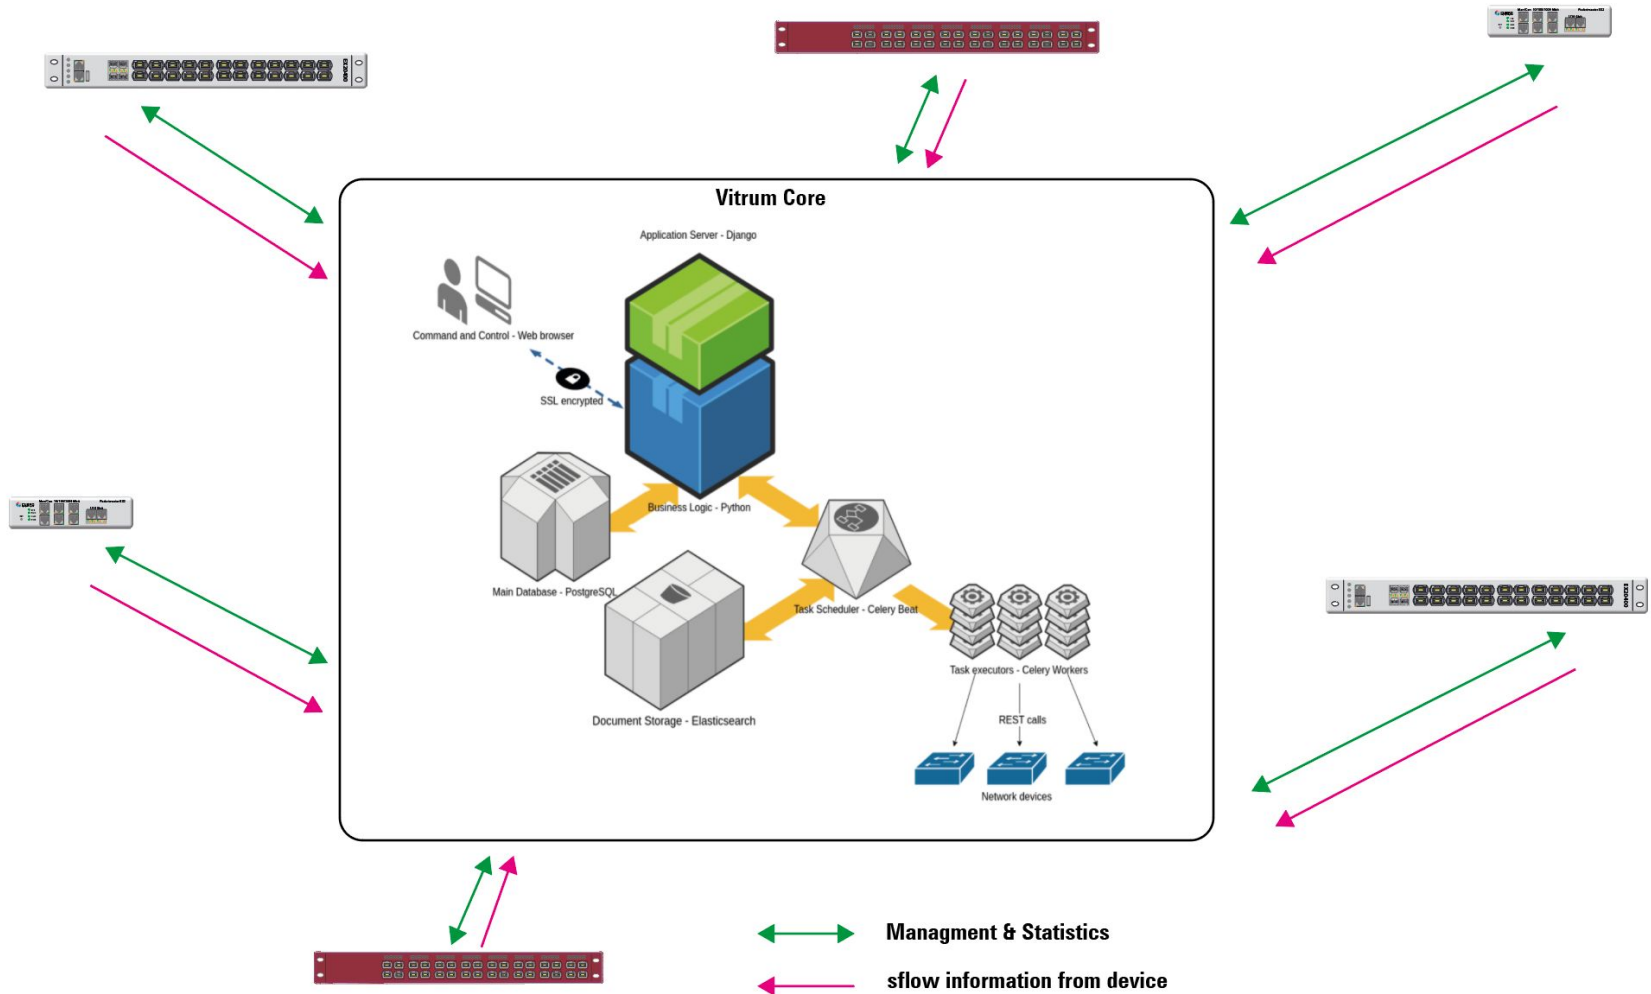 EX20400
Vitrum Core
Application Server - Django
Command and Control - Web browser
SSL encrypted
Business Logic - Python
Main Database - PostgreSQL
Task Scheduler - Celery Beat
Document Storage - Elasticsearch
Task executors - Celery Workers
REST calls
Network devices
EX20400
Managment & Statistics
sflow information from device